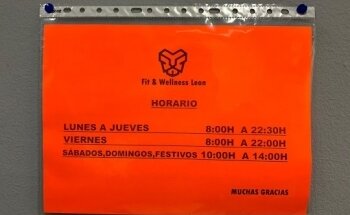 Fit & Wellness Leon
HORARIO
LUNES A JUEVES 8:00H A 22:30H
VIERNES 8:00H A 22:00H
SABADOS,DOMINGOS,FESTIVOS 10:00H A 14:00H
MUCHAS GRACIAS